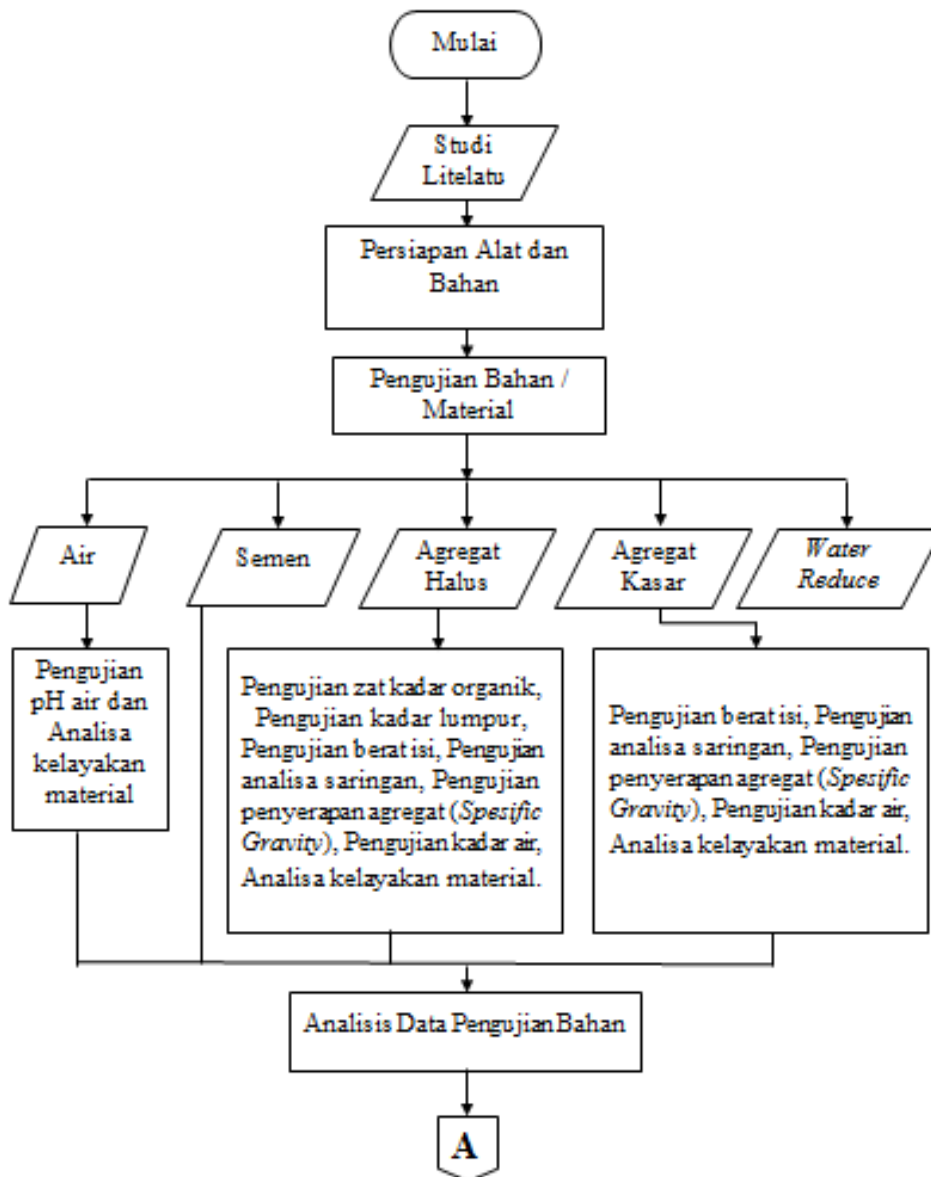 Mulai
Studi
Litelatu
Persiapan Alat dan
Bahan
Pengujian Bahan /
Material
Air
Semen
Agregat
Halus
Agregat
Kasar
Water
Reduce
Pengujian
pH air dan
Analisa
kelayakan
material
Pengujian zat kadar organik,
Pengujian kadar lumpur,
Pengujian berat isi, Pengujian
analisa saringan, Pengujian
penyerapan agregat (Spesific
Gravity), Pengujian kadar air,
Analisa kelayakan material.
Pengujian berat isi, Pengujian
analisa saringan, Pengujian
penyerapan agregat (Spesific
Gravity), Pengujian kadar air,
Analisa kelayakan material.
Analisis Data Pengujian Bahan
A